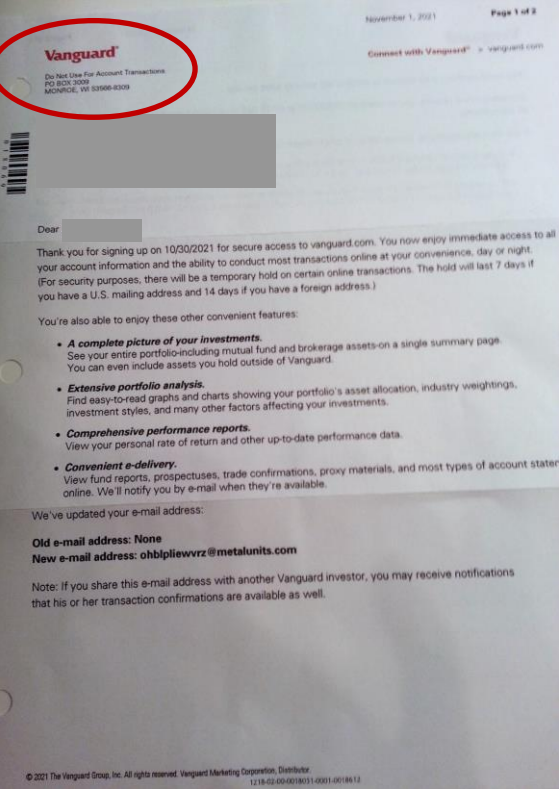 November 1, 2021
Page 1 of 2
Vanguard
Connect with Vanguard™ > vanguard.com
Do Not Use For Account Transactions
PO BOX 3009
MONROE, WI 53566-8309
Dear
Thank you for signing up on 10/30/2021 for secure access to vanguard.com. You now enjoy immediate access to all
your account information and the ability to conduct most transactions online at your convenience, day or night.
(For security purposes, there will be a temporary hold on certain online transactions. The hold will last 7 days if
you have a U.S. mailing address and 14 days if you have a foreign address.)
You're also able to enjoy these other convenient features:
• A complete picture of your investments.
See your entire portfolio-including mutual fund and brokerage assets-on a single summary page.
You can even include assets you hold outside of Vanguard.
• Extensive portfolio analysis.
Find easy-to-read graphs and charts showing your portfolio's asset allocation, industry weightings,
investment styles, and many other factors affecting your investments.
• Comprehensive performance reports.
View your personal rate of return and other up-to-date performance data.
• Convenient e-delivery.
View fund reports, prospectuses, trade confirmations, proxy materials, and most types of account stater
online. We'll notify you by e-mail when they're available.
We've updated your e-mail address:
Old e-mail address: None
New e-mail address: ohblpliewvrz@metalunits.com
Note: If you share this e-mail address with another Vanguard investor, you may receive notifications
that his or her transaction confirmations are available as well.
© 2021 The Vanguard Group, Inc. All rights reserved. Vanguard Marketing Corporation, Distributor.
1218-02-00-0018031-0001-0018612